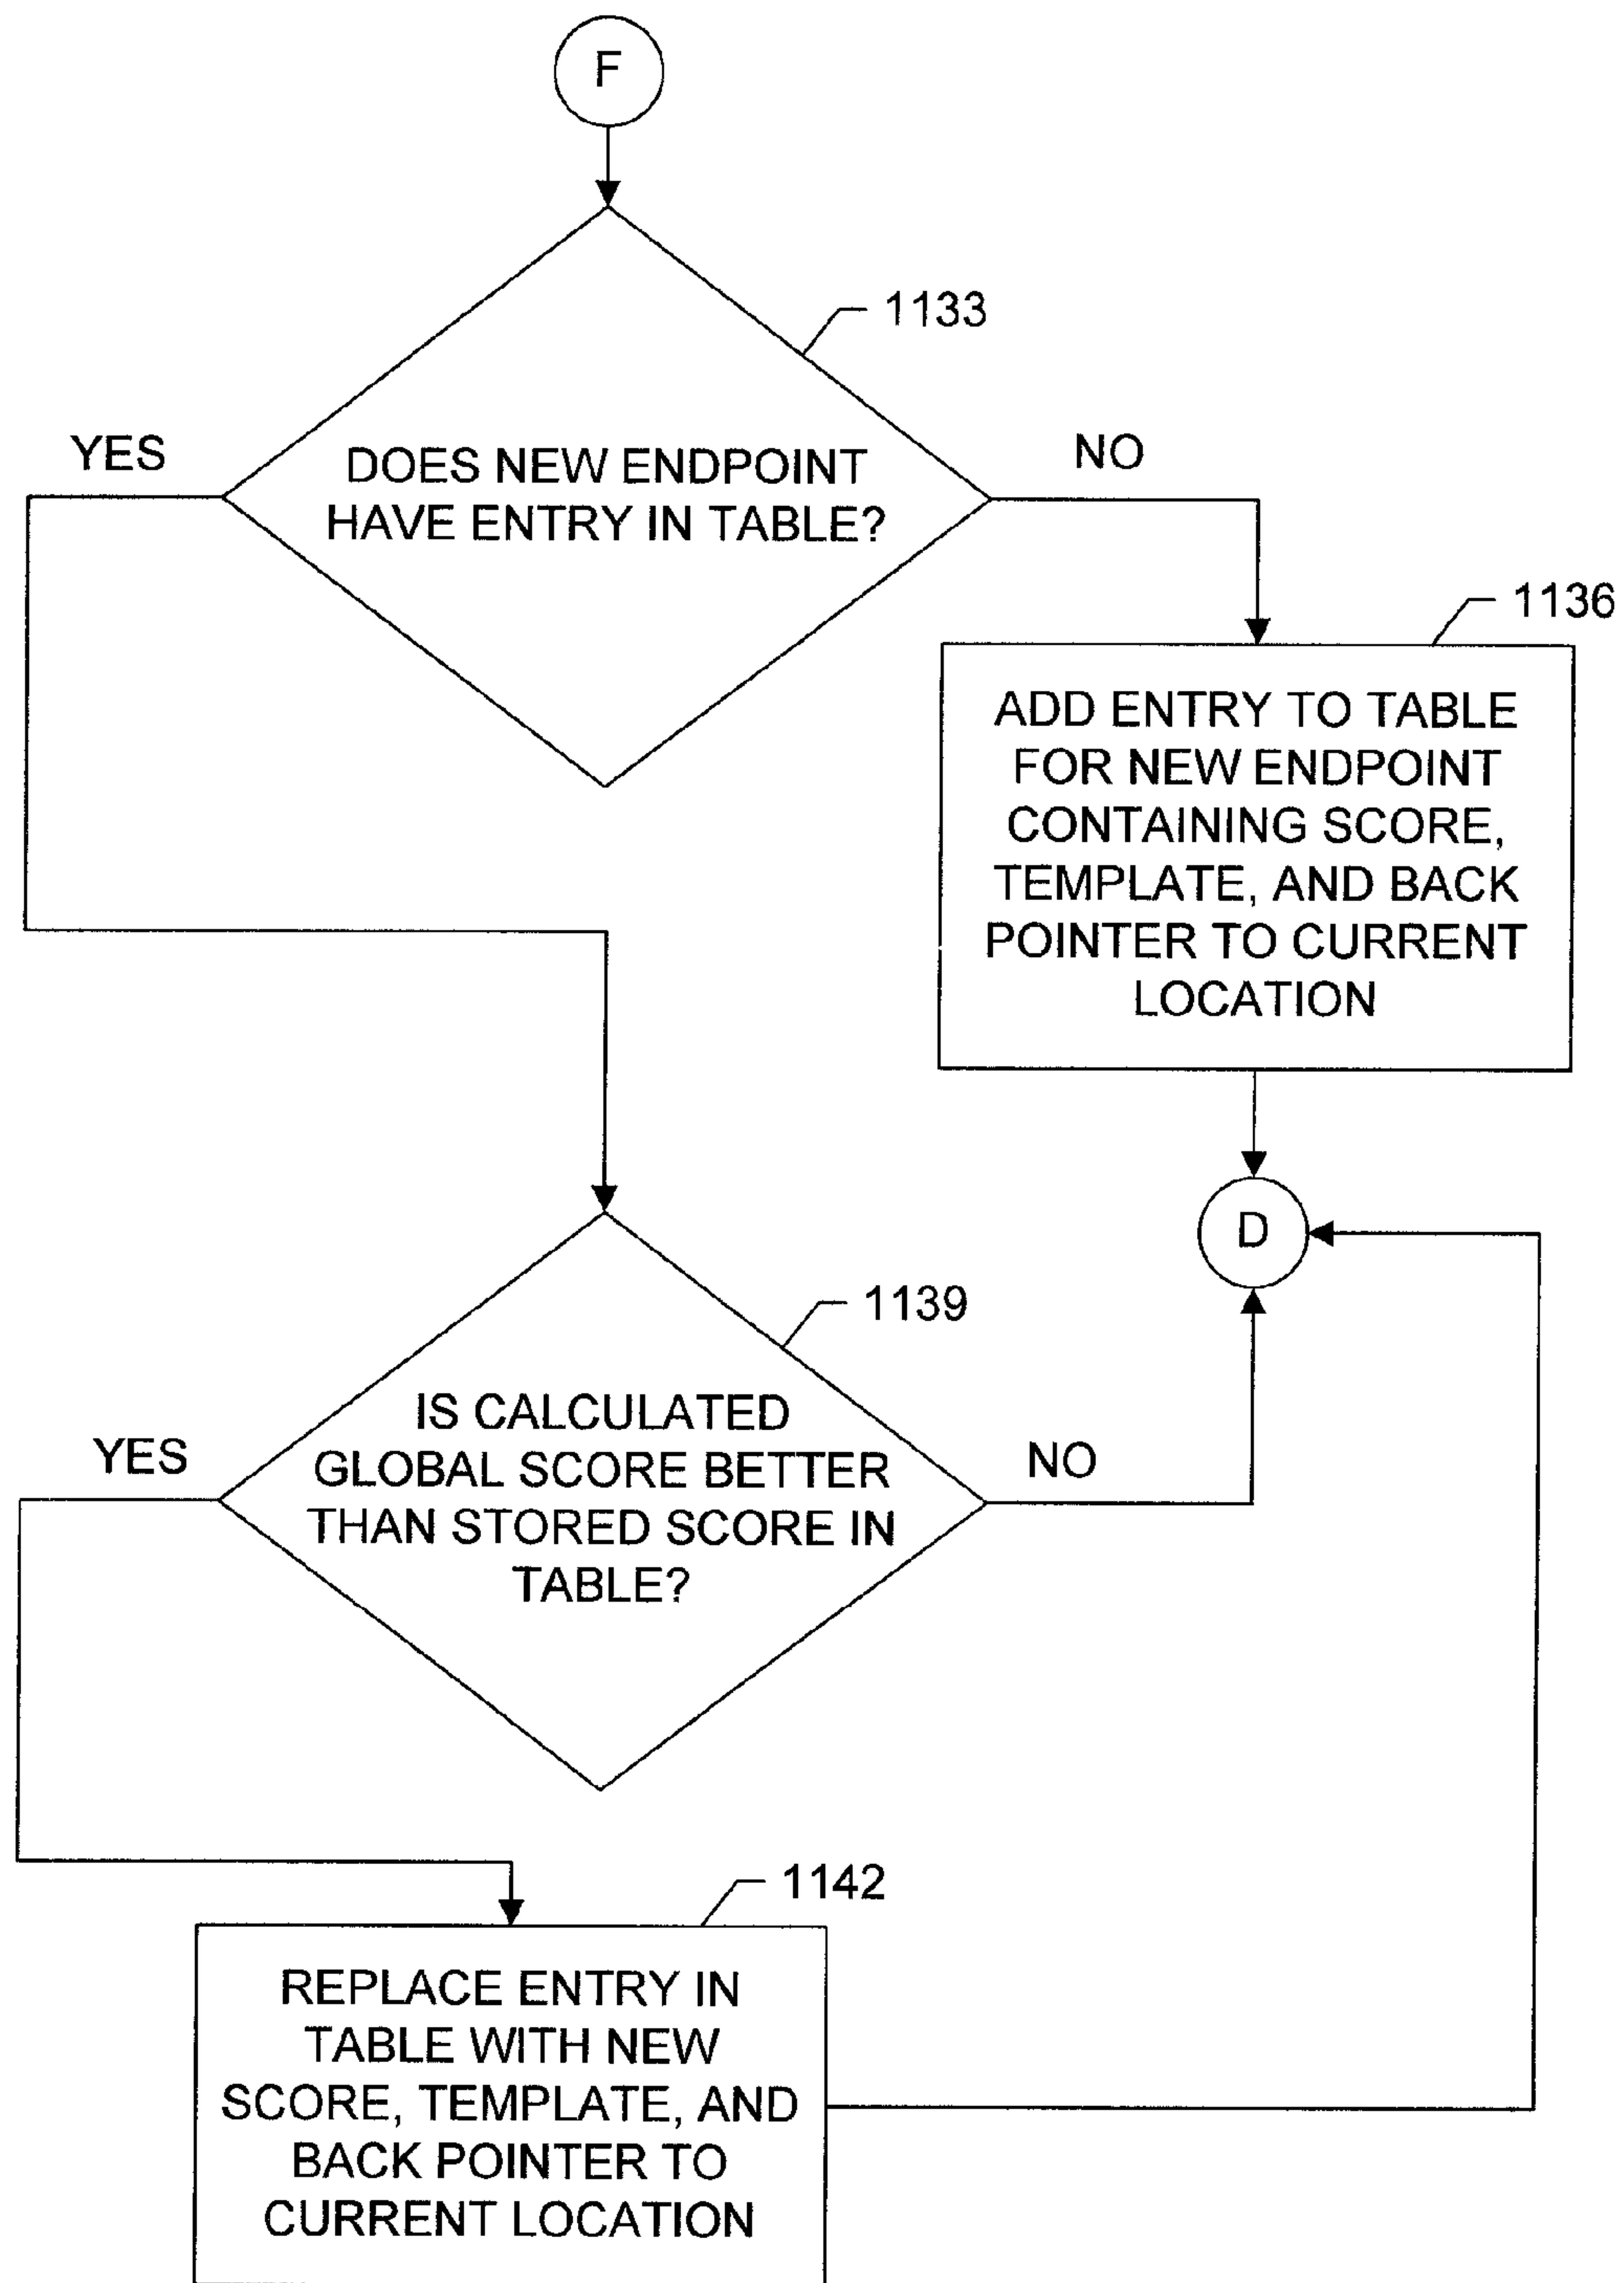 F
1133
YES
NO
DOES NEW ENDPOINT
HAVE ENTRY IN TABLE?
1136
ADD ENTRY TO TABLE
FOR NEW ENDPOINT
CONTAINING SCORE,
TEMPLATE, AND BACK
POINTER TO CURRENT
LOCATION
D
1139
YES
NO
IS CALCULATED
GLOBAL SCORE BETTER
THAN STORED SCORE IN
TABLE?
1142
REPLACE ENTRY IN
TABLE WITH NEW
SCORE, TEMPLATE, AND
BACK POINTER TO
CURRENT LOCATION